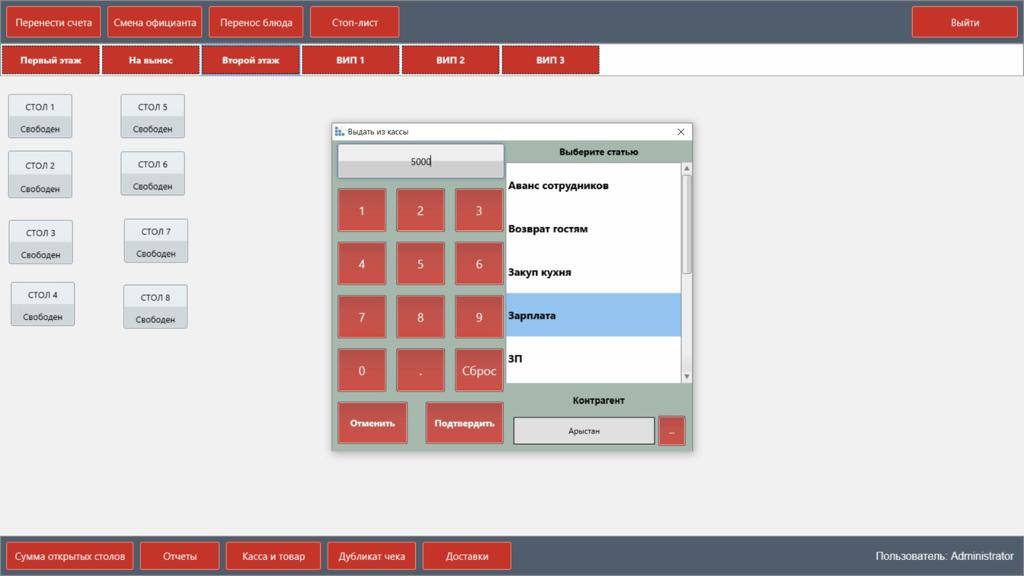 Перенести счета
Смена официанта
Перенос блюда
Стоп-лист
Выйти
Первый этаж
На вынос
Второй этаж
ВИП 1
ВИП 2
ВИП 3
СТОЛ 1
Свободен
СТОЛ 5
Свободен
СТОЛ 2
Свободен
СТОЛ 6
Свободен
СТОЛ 3
Свободен
СТОЛ 7
Свободен
СТОЛ 4
Свободен
СТОЛ 8
Свободен
Выдать из кассы
5000
1 2 3
4 5 6
7 8 9
0 . Сброс
Отменить
Подтвердить
Выберите статью
Аванс сотрудников
Возврат гостям
Закуп кухня
Зарплата
ЗП
Контрагент
Арыстан
...
Сумма открытых столов
Отчеты
Касса и товар
Дубликат чека
Доставки
Пользователь: Administrator